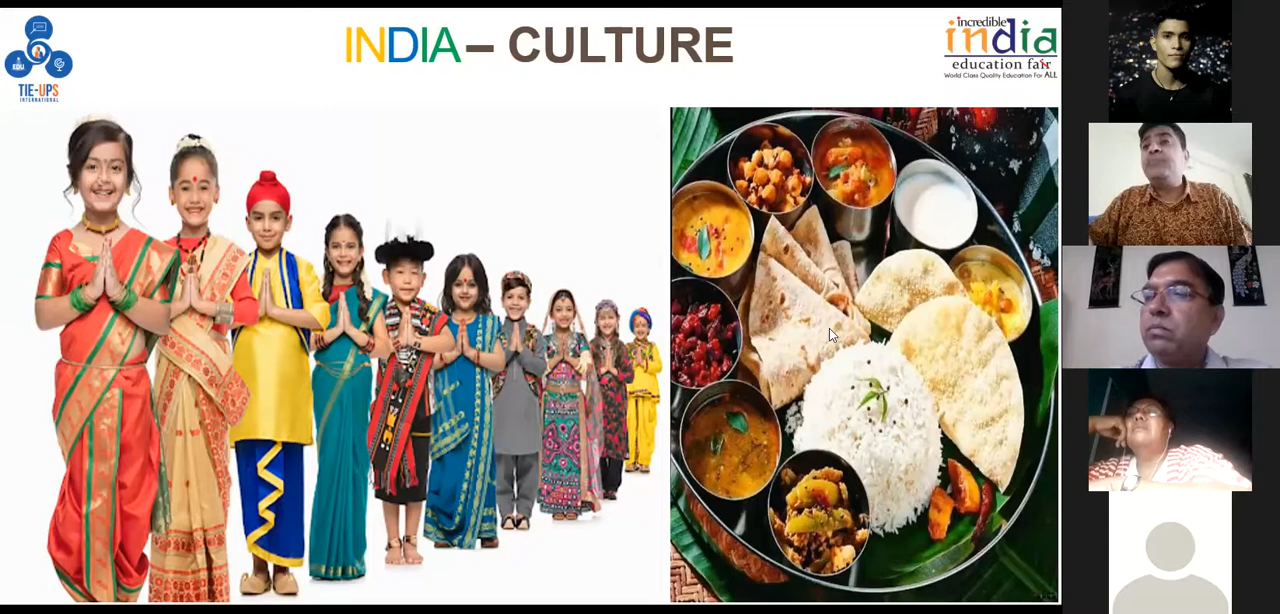 INDIA – CULTURE
EDU.
TIE-UPS
INTERNATIONAL
incredible
india
education fair
World Class Quality Education For ALL